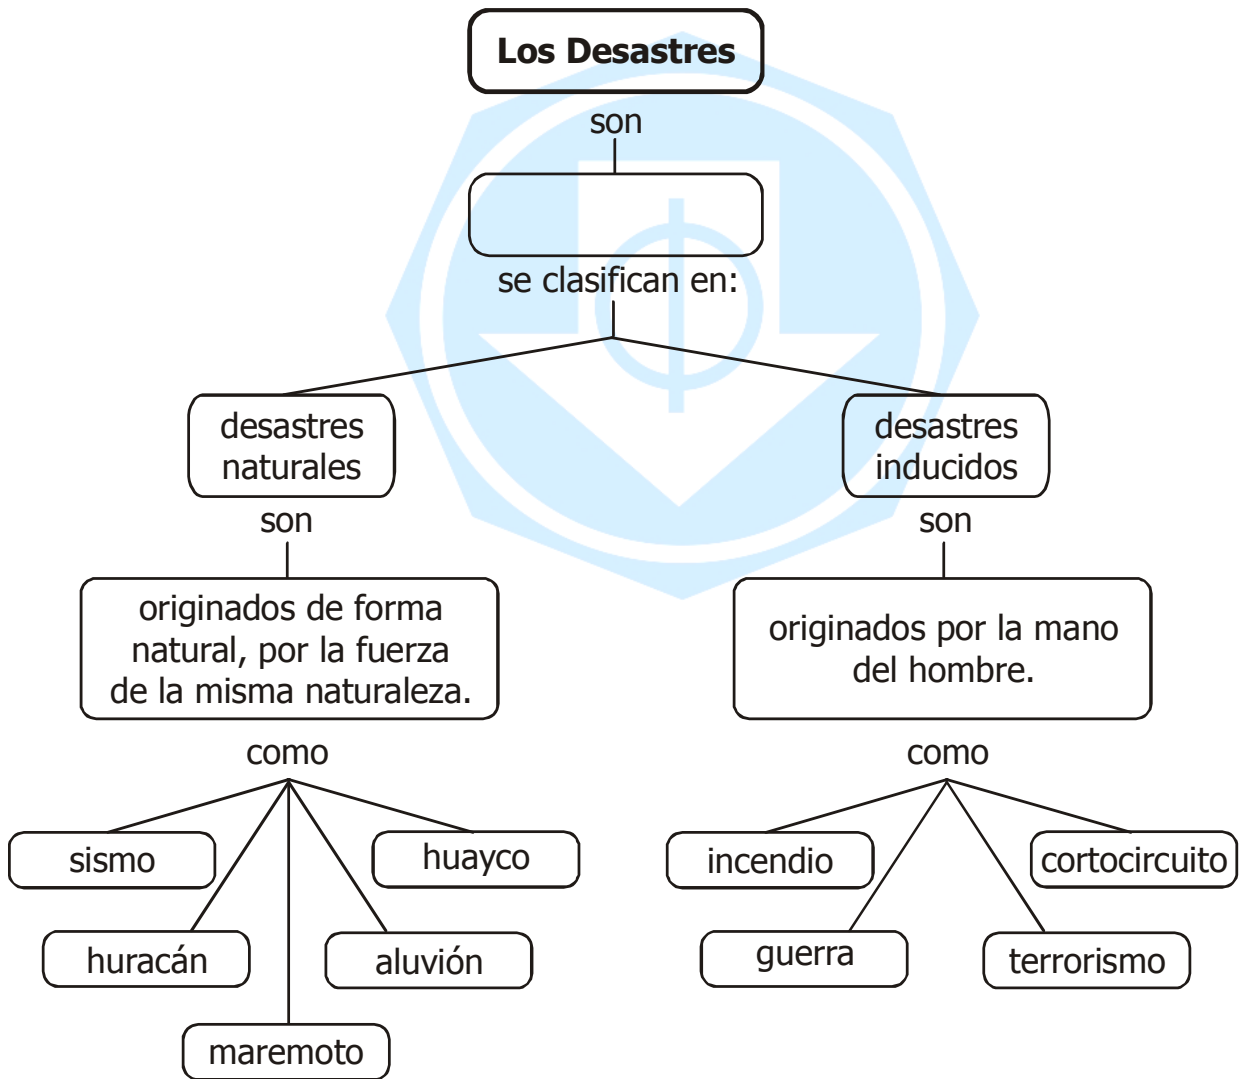 Los Desastres
son
se clasifican en:
desastres
naturales
desastres
inducidos
son
son
originados de forma
natural, por la fuerza
de la misma naturaleza.
originados por la mano
del hombre.
como
como
sismo
huayco
huracán
aluvión
maremoto
incendio
cortocircuito
guerra
terrorismo